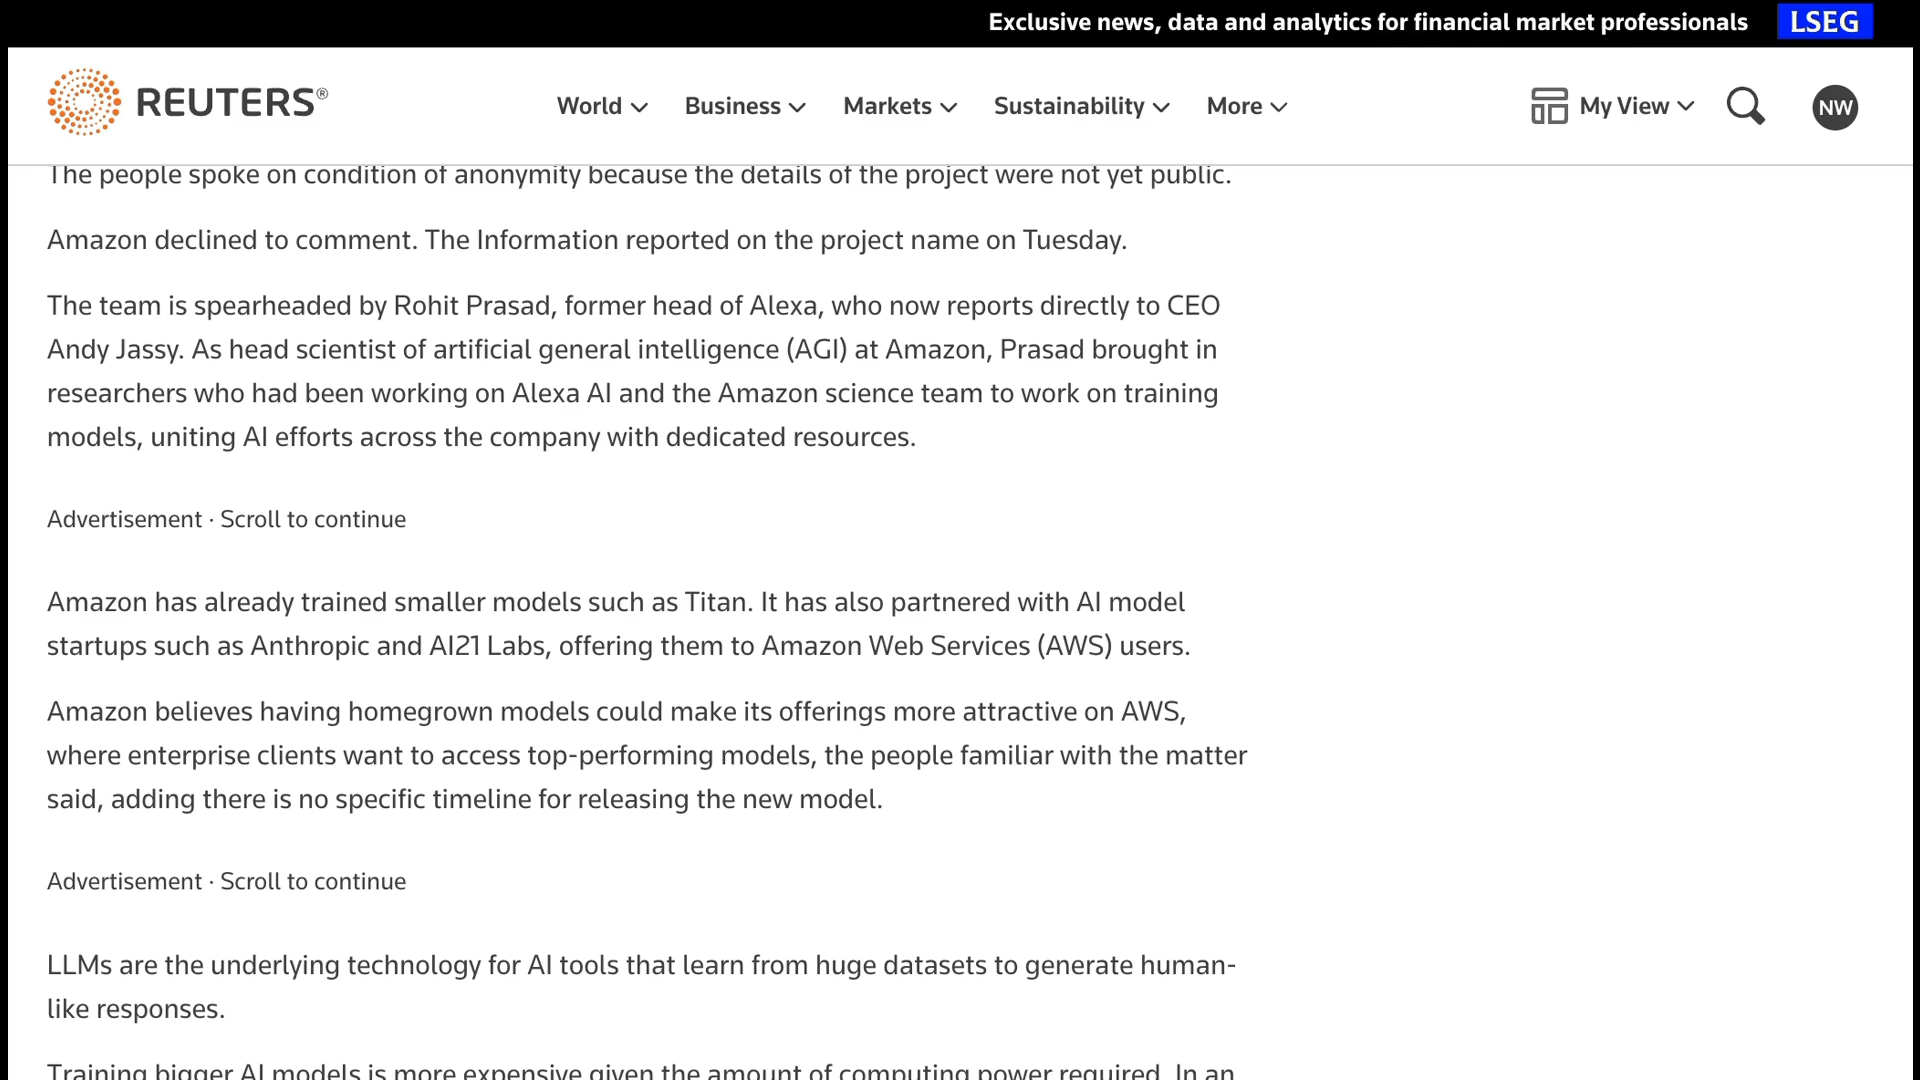 Exclusive news, data and analytics for financial market professionals LSEG
REUTERS®
World Business Markets Sustainability More My View NW
The people spoke on condition of anonymity because the details of the project were not yet public.
Amazon declined to comment. The Information reported on the project name on Tuesday.
The team is spearheaded by Rohit Prasad, former head of Alexa, who now reports directly to CEO
Andy Jassy. As head scientist of artificial general intelligence (AGI) at Amazon, Prasad brought in
researchers who had been working on Alexa AI and the Amazon science team to work on training
models, uniting AI efforts across the company with dedicated resources.
Advertisement · Scroll to continue
Amazon has already trained smaller models such as Titan. It has also partnered with AI model
startups such as Anthropic and AI21 Labs, offering them to Amazon Web Services (AWS) users.
Amazon believes having homegrown models could make its offerings more attractive on AWS,
where enterprise clients want to access top-performing models, the people familiar with the matter
said, adding there is no specific timeline for releasing the new model.
Advertisement · Scroll to continue
LLMs are the underlying technology for AI tools that learn from huge datasets to generate human-
like responses.
Training bigger AI models is more expensive given the amount of computing power required. In an